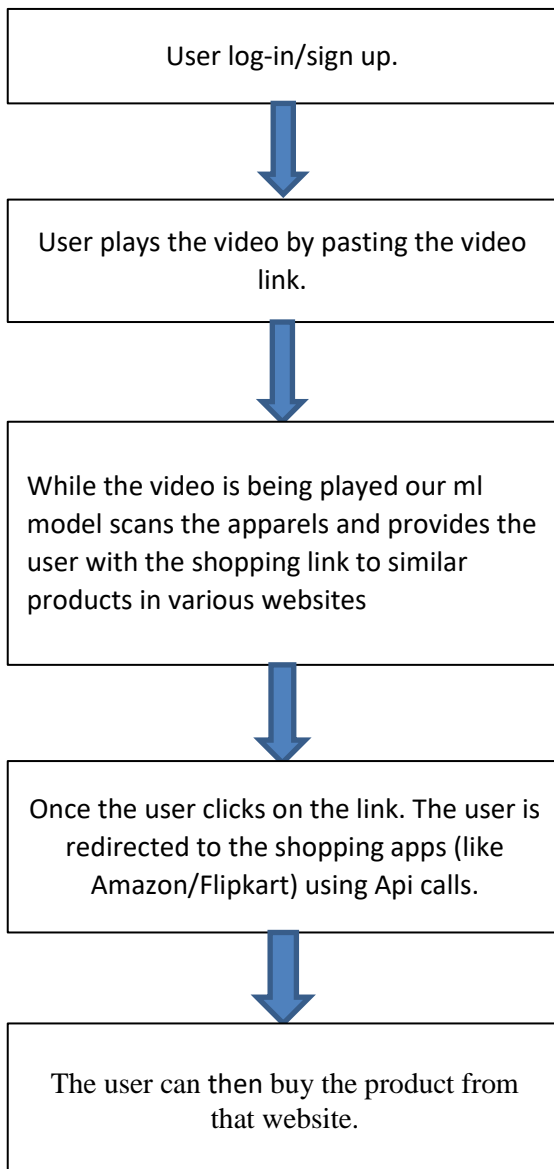 User log-in/sign up.
User plays the video by pasting the video
link.
While the video is being played our ml
model scans the apparels and provides the
user with the shopping link to similar
products in various websites
Once the user clicks on the link. The user is
redirected to the shopping apps (like
Amazon/Flipkart) using Api calls.
The user can then buy the product from
that website.